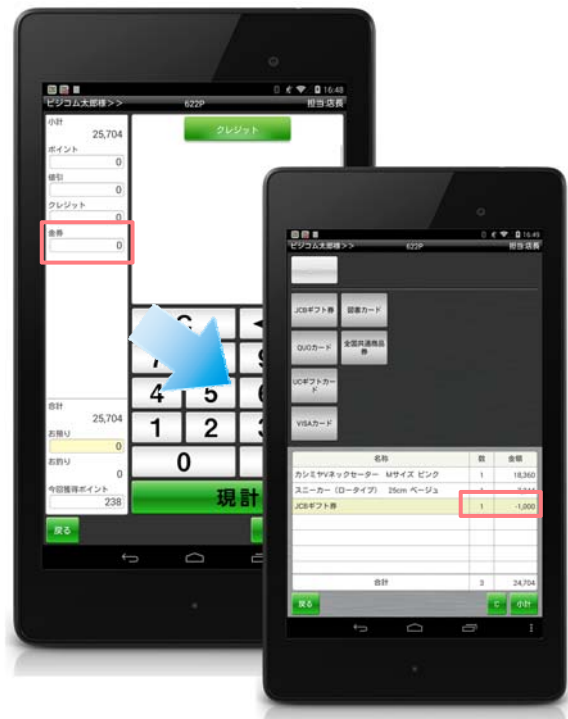 16:48
ビジコム太郎様>> 622P 担当:店長
小計
25,704
クレジット
ポイント
0
値引
0
クレジット
0
金券
0
C
7
4 5 6
1 2 3
0
合計
25,704
お預り
0
お釣り
0
今回獲得ポイント
238
現計
戻る
16:49
ビジコム太郎様>> 622P 担当:店長
JCBギフト券 図書カード
QUOカード 全国共通商品
券
UCギフトカー
ド
VISAカード
名称 数 金額
カシミヤVネックセーター Mサイズ ピンク 1 18,360
スニーカー(ロータイプ) 25cm ベージュ
JCBギフト券 1 -1,000
合計 3 24,704
戻る C 小計